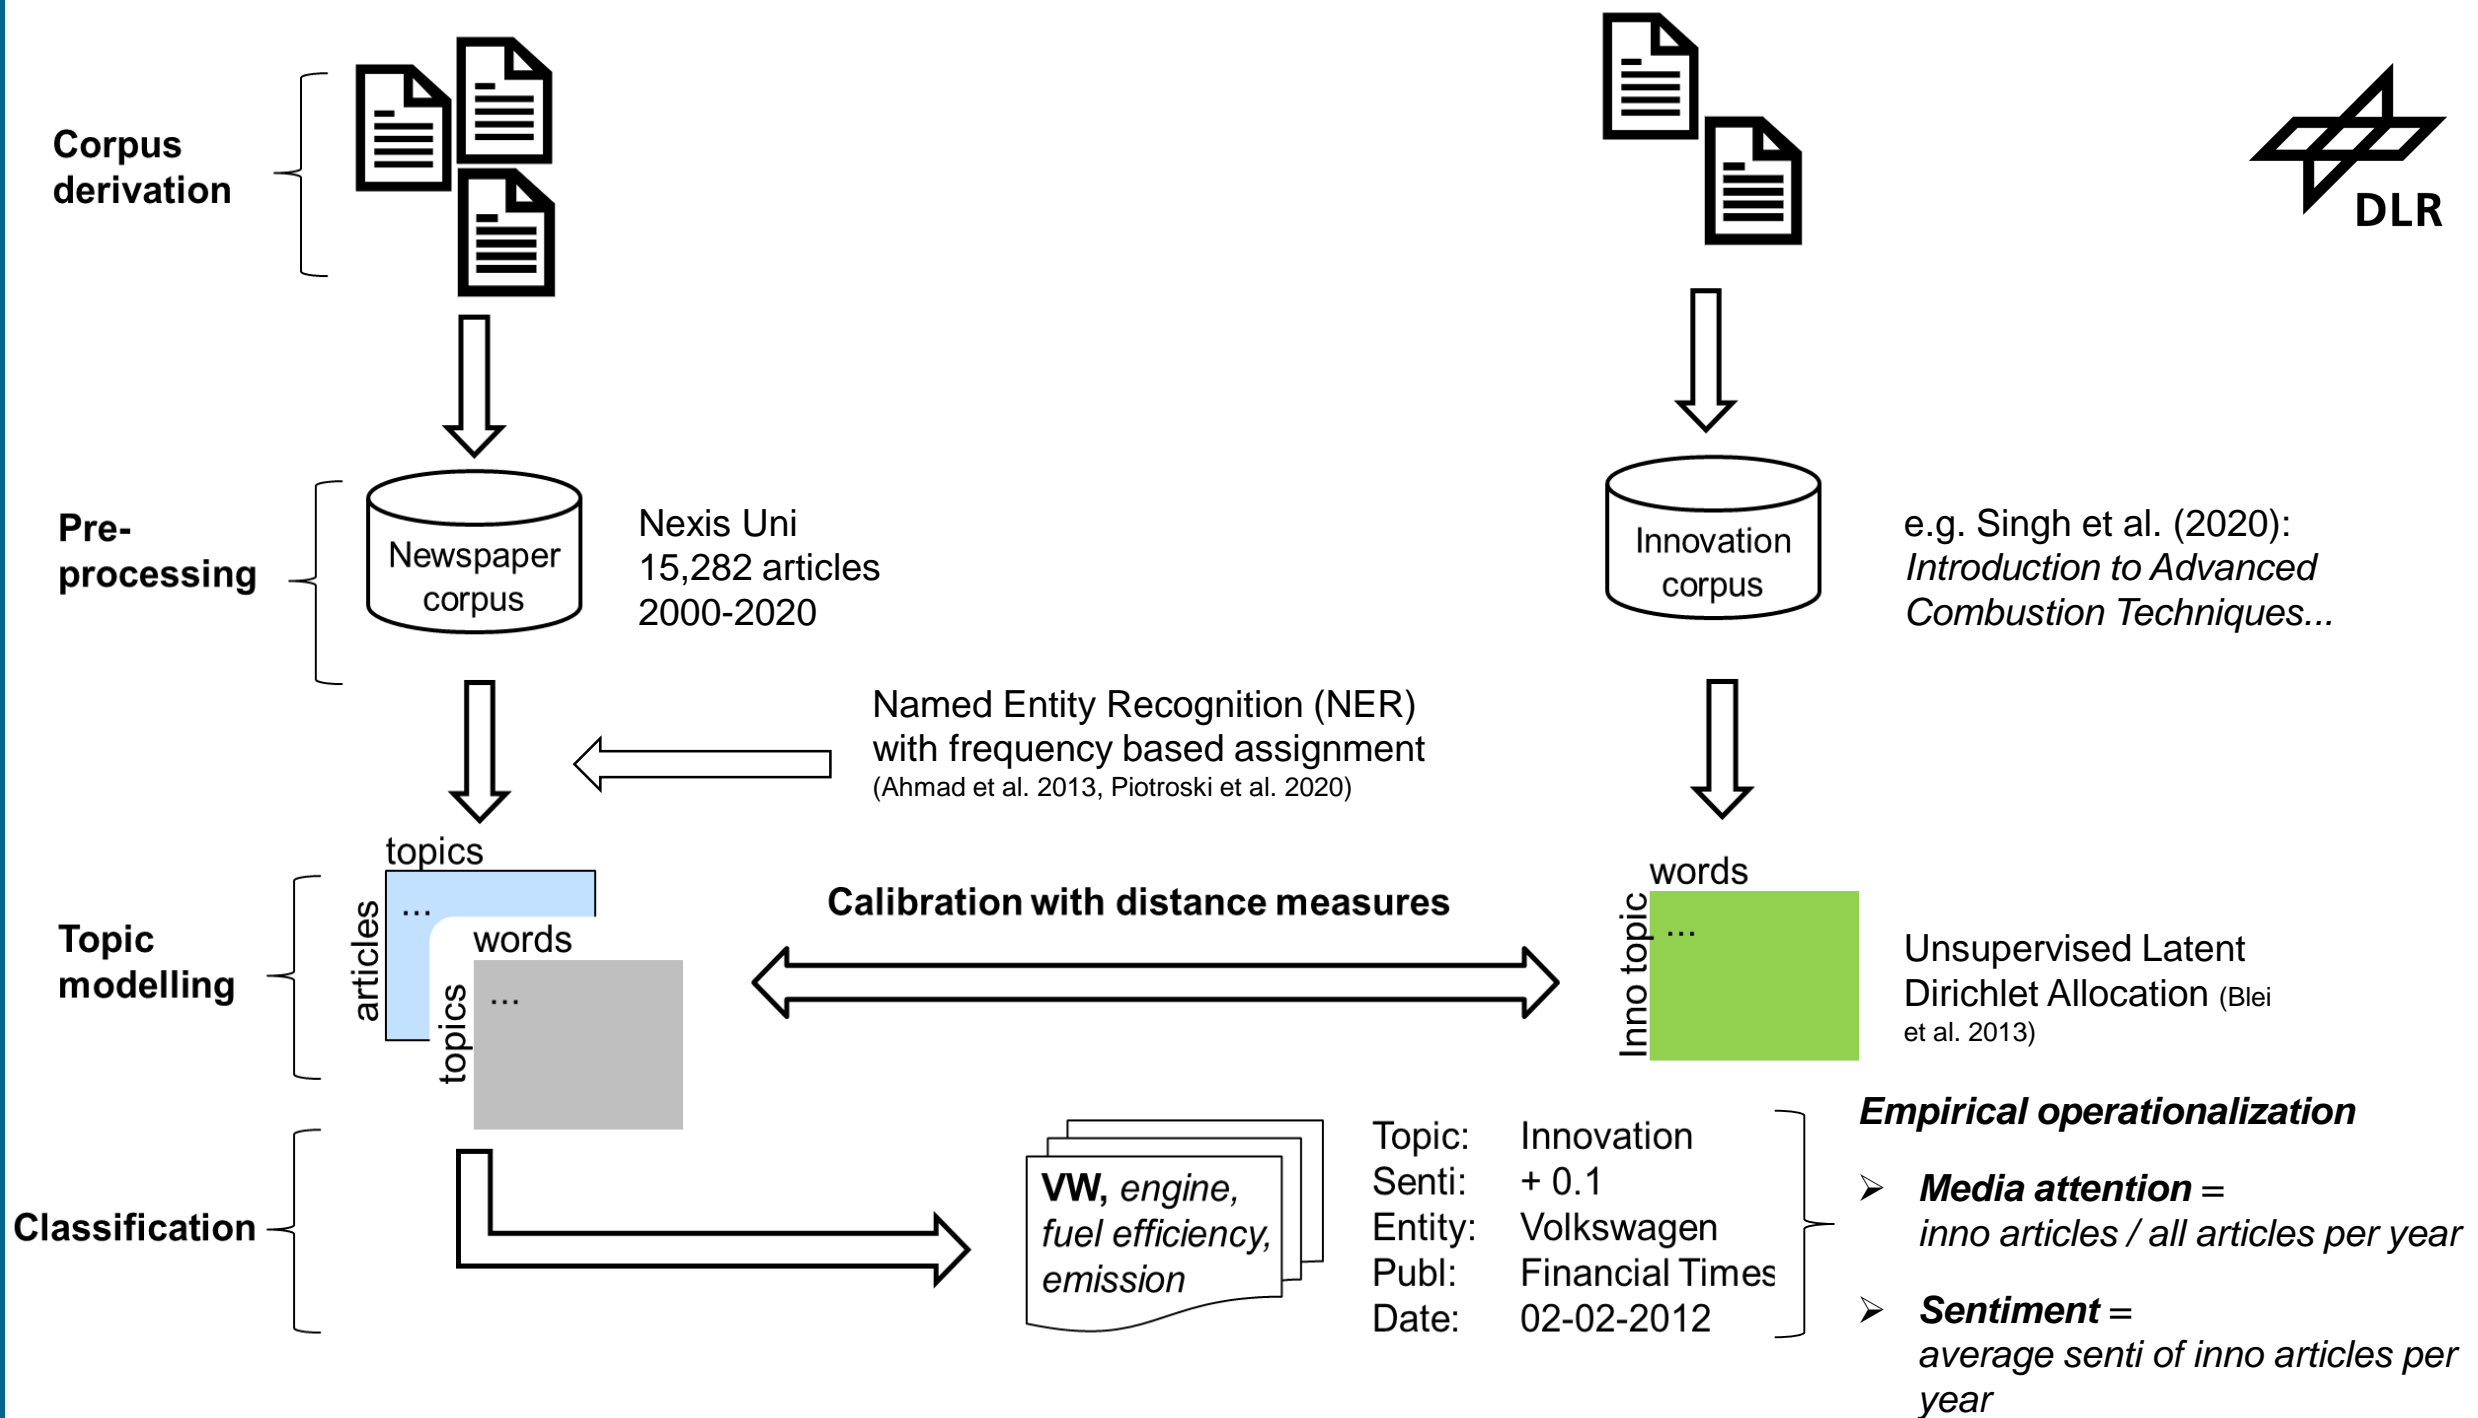 Corpus
derivation
DLR
Pre-
processing
Newspaper
corpus
Nexis Uni
15,282 articles
2000-2020
Innovation
corpus
e.g. Singh et al. (2020):
Introduction to Advanced
Combustion Techniques...
Named Entity Recognition (NER)
with frequency based assignment
(Ahmad et al. 2013, Piotroski et al. 2020)
Topic
modelling
topics
articles
...
words
topics
...
Calibration with distance measures
words
Inno topic
...
Unsupervised Latent
Dirichlet Allocation (Blei
et al. 2013)
Classification
VW, engine,
fuel efficiency,
emission
Topic: Innovation
Senti: + 0.1
Entity: Volkswagen
Publ: Financial Times
Date: 02-02-2012
Empirical operationalization
➢ Media attention =
inno articles / all articles per year
➢ Sentiment =
average senti of inno articles per
year